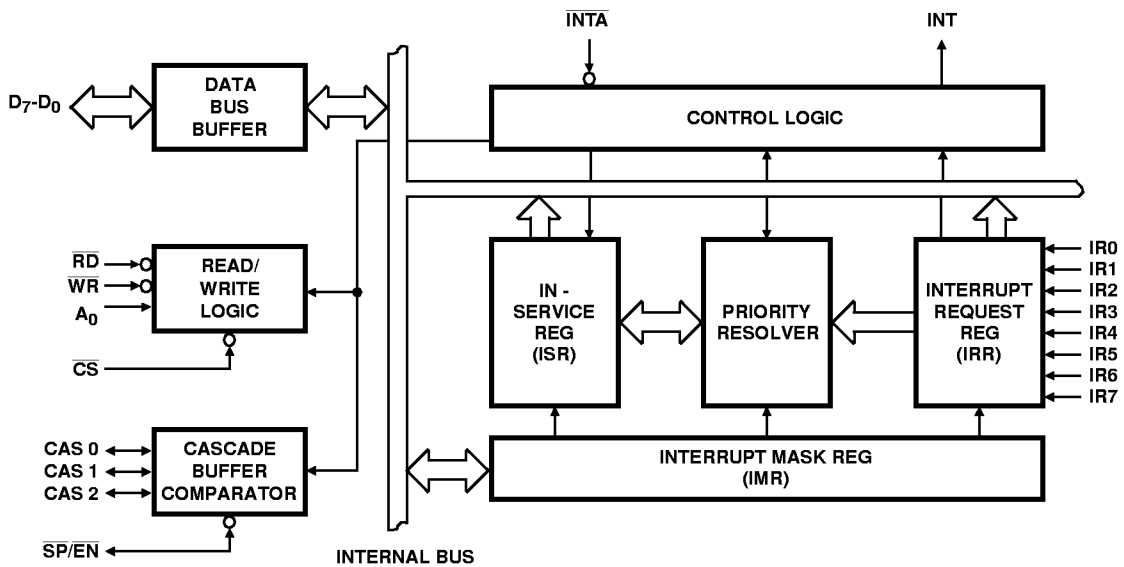 INTA
INT
D7-D0
DATA
BUS
BUFFER
CONTROL LOGIC
RD
WR
A0
CS
READ/
WRITE
LOGIC
IN -
SERVICE
REG
(ISR)
PRIORITY
RESOLVER
INTERRUPT
REQUEST
REG
(IRR)
IR0
IR1
IR2
IR3
IR4
IR5
IR6
IR7
CAS 0
CAS 1
CAS 2
CASCADE
BUFFER
COMPARATOR
INTERRUPT MASK REG
(IMR)
SP/EN
INTERNAL BUS